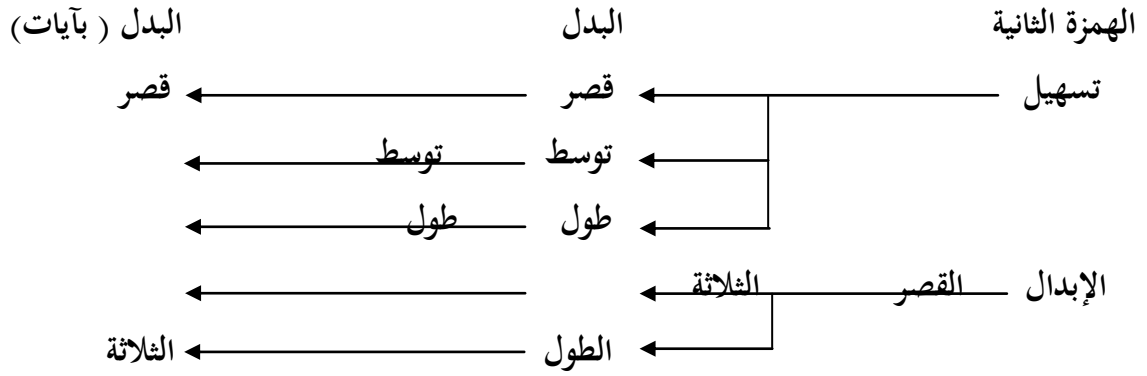 الهمزة الثانية البدل البدل ( بآيات)
تسهيل قصر قصر
توسط توسط
طول طول
الإبدال القصر الثلاثة
الطول الثلاثة